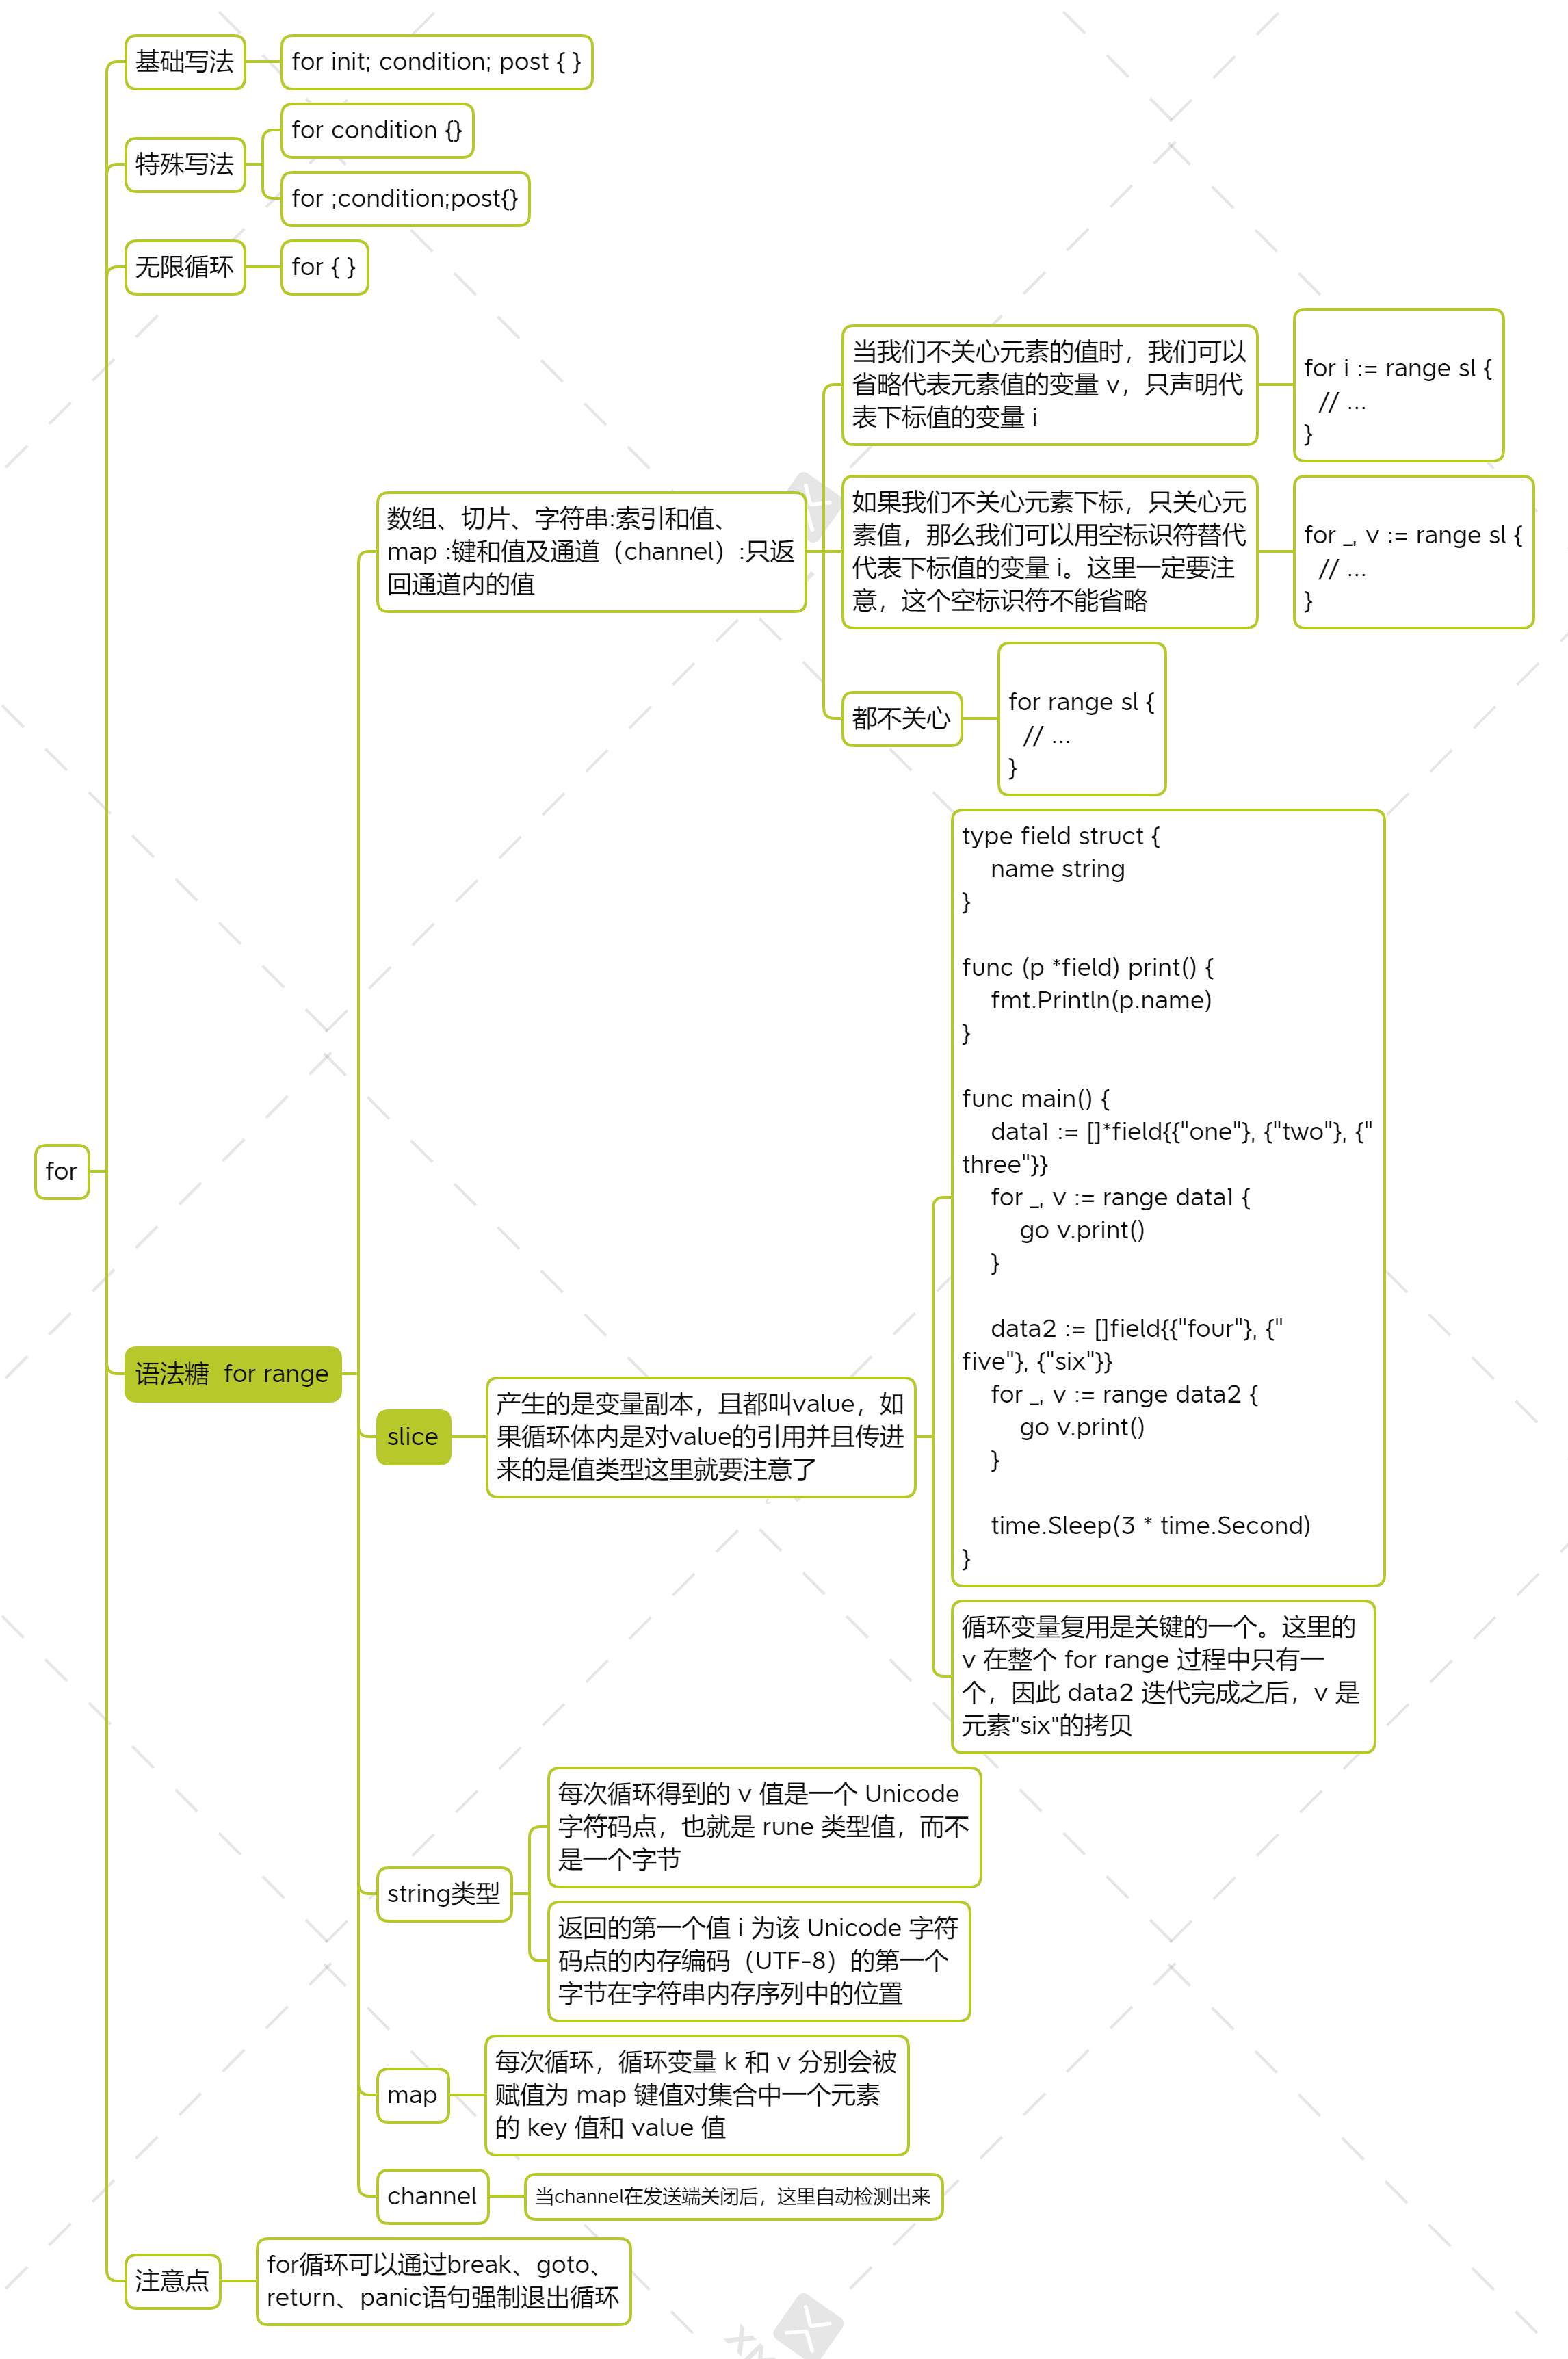 基础写法
for init; condition; post { }
特殊写法
for condition {}
for ;condition;post{}
无限循环
for { }
for
语法糖  for range
数组、切片、字符串:索引和值、
map :键和值及通道（channel）:只返
回通道内的值
当我们不关心元素的值时，我们可以
省略代表元素值的变量 v，只声明代
表下标值的变量 i
for i := range sl {
  // ...
}
如果我们不关心元素下标，只关心元
素值，那么我们可以用空标识符替代
代表下标值的变量 i。这里一定要注
意，这个空标识符不能省略
for _, v := range sl {
  // ...
}
都不关心
for range sl {
  // ...
}
slice
产生的是变量副本，且都叫value，如
果循环体内是对value的引用并且传进
来的是值类型这里就要注意了
type field struct {
    name string
}
func (p *field) print() {
    fmt.Println(p.name)
}
func main() {
    data1 := []*field{{"one"}, {"two"}, {"
three"}}
    for _, v := range data1 {
        go v.print()
    }
    data2 := []field{{"four"}, {"
five"}, {"six"}}
    for _, v := range data2 {
        go v.print()
    }
    time.Sleep(3 * time.Second)
}
循环变量复用是关键的一个。这里的
v 在整个 for range 过程中只有一
个，因此 data2 迭代完成之后，v 是
元素“six“的拷贝
string类型
每次循环得到的 v 值是一个 Unicode
字符码点，也就是 rune 类型值，而不
是一个字节
返回的第一个值 i 为该 Unicode 字符
码点的内存编码（UTF-8）的第一个
字节在字符串内存序列中的位置
map
每次循环，循环变量 k 和 v 分别会被
赋值为 map 键值对集合中一个元素
的 key 值和 value 值
channel
当channel在发送端关闭后，这里自动检测出来
注意点
for循环可以通过break、goto、
return、panic语句强制退出循环